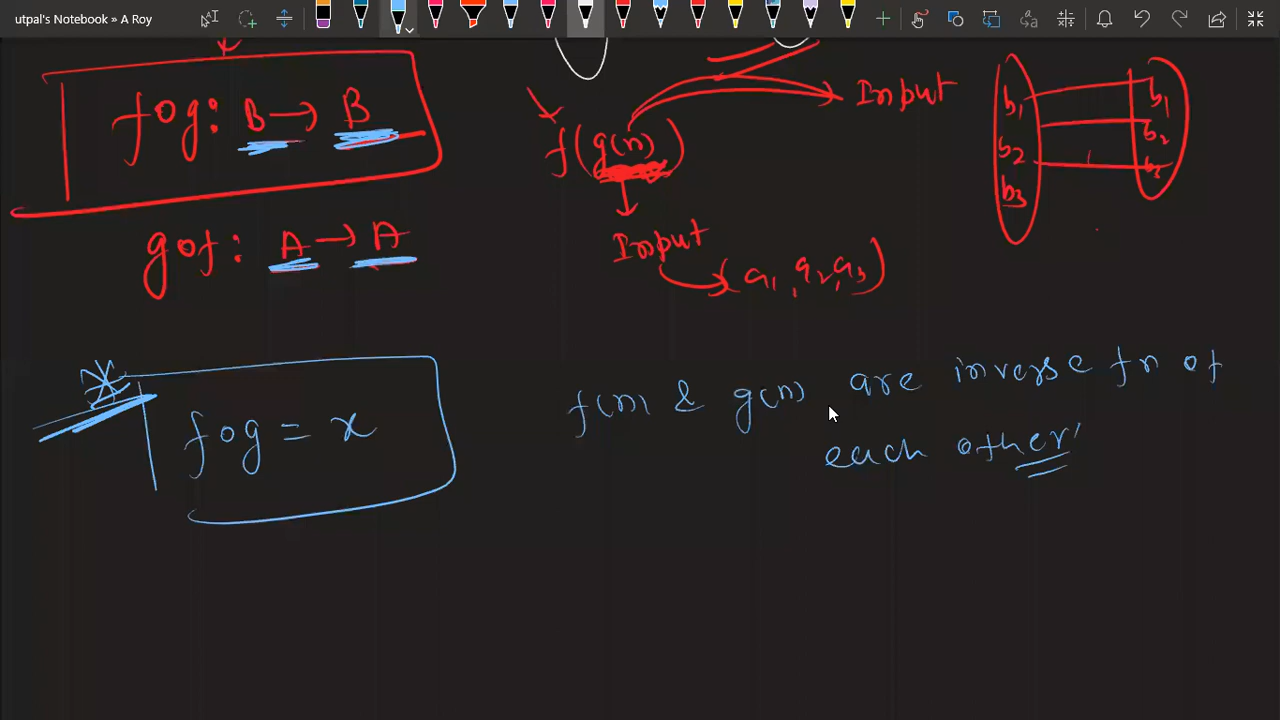 utpal's Notebook » A Roy
fog: B → B
f(g(x))
Input
b1
b2
b3
b1
b2
b3
gof: A → A
Input
(a1, a2, a3)
fog = x
f(x) & g(x) are inverse fn of
each other